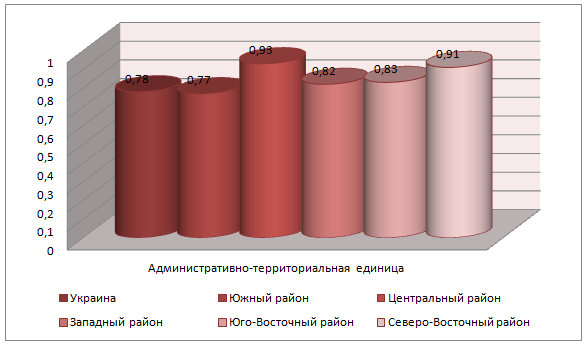 0,78 0,77 0,93 0,82 0,83 0,91
1
0,9
0,8
0,7
0,6
0,5
0,4
0,3
0,2
0,1
0
Административно-территориальная единица
Украина Южный район Центральный район
Западный район Юго-Восточный район Северо-Восточный район